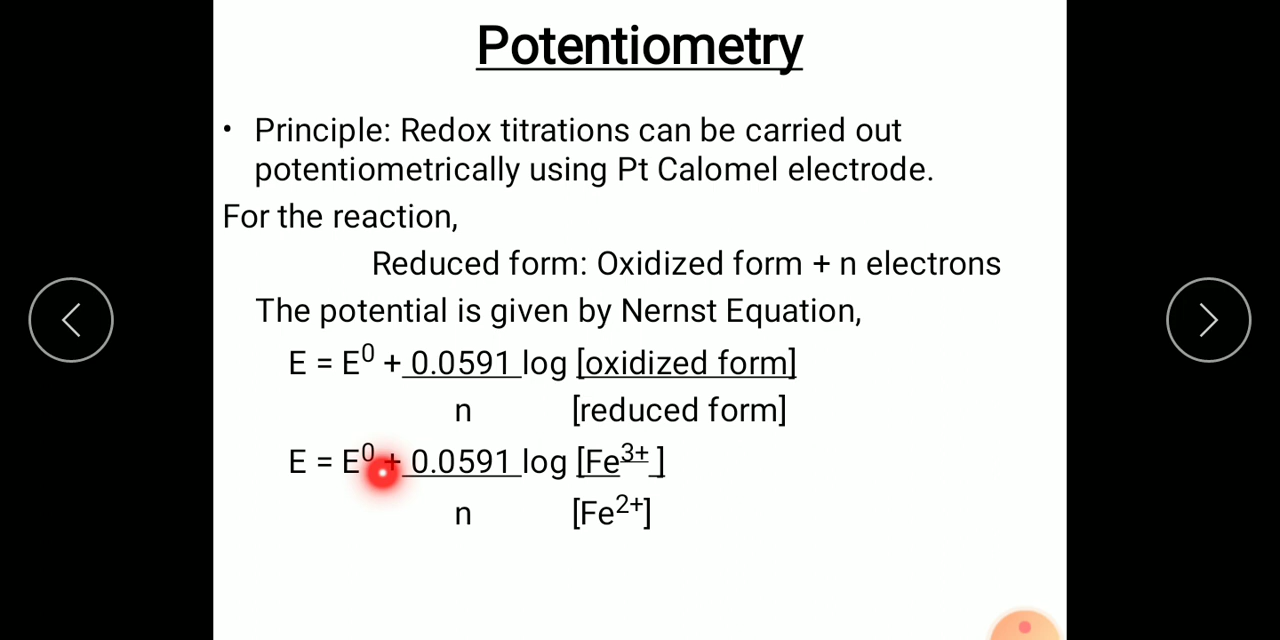 Potentiometry
• Principle: Redox titrations can be carried out
potentiometrically using Pt Calomel electrode.
For the reaction,
Reduced form: Oxidized form + n electrons
The potential is given by Nernst Equation,
E = E⁰ + 0.0591 log [oxidized form]
n [reduced form]
E = E⁰ + 0.0591 log [Fe³⁺ ]
n [Fe²⁺]